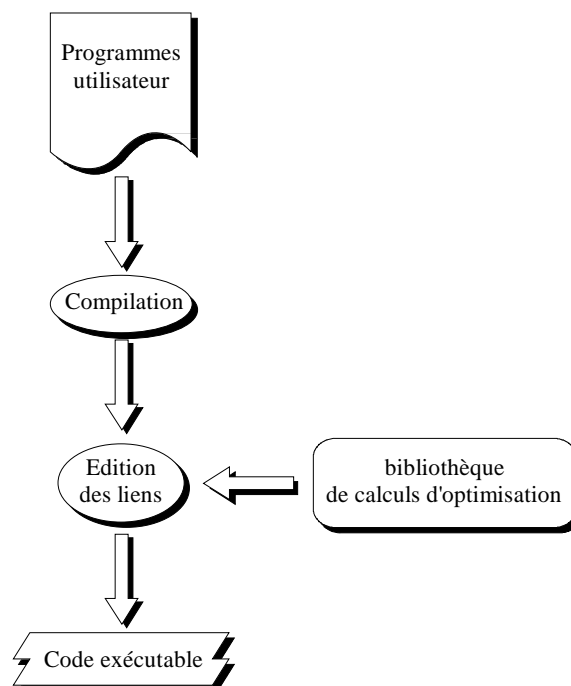 Programmes
utilisateur
Compilation
Edition
des liens
bibliothèque
de calculs d'optimisation
Code exécutable